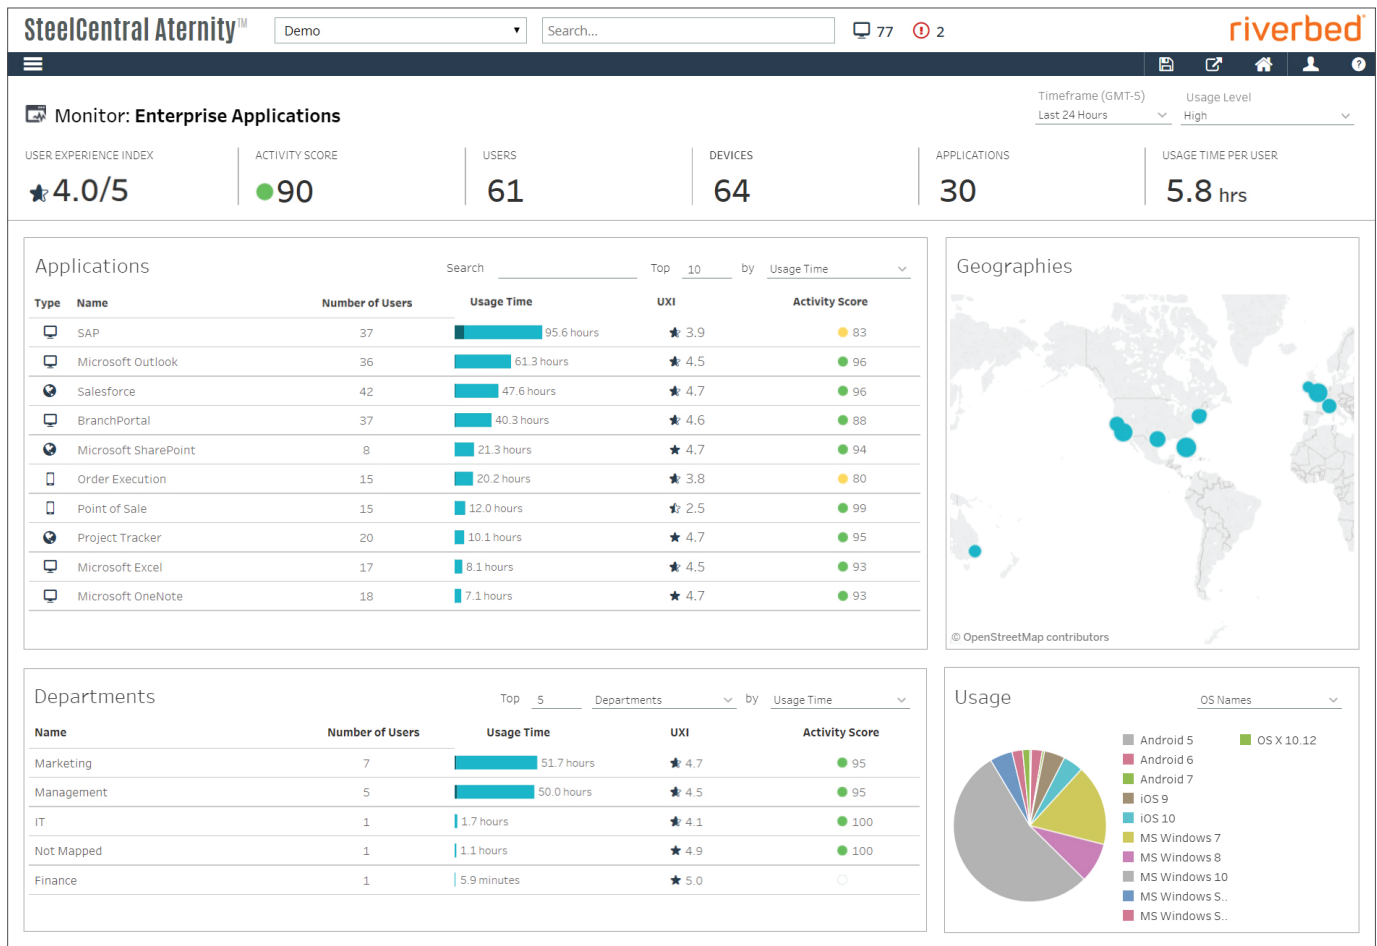 SteelCentral Aternity™ Demo Search... 77 2 riverbed
Timeframe (GMT-5) Usage Level
Monitor: Enterprise Applications Last 24 Hours High
USER EXPERIENCE INDEX ACTIVITY SCORE USERS DEVICES APPLICATIONS USAGE TIME PER USER
4.0/5 90 61 64 30 5.8 hrs
Applications Search Top 10 by Usage Time
Type Name Number of Users Usage Time UXI Activity Score
SAP 37 95.6 hours 3.9 83
Microsoft Outlook 36 61.3 hours 4.5 96
Salesforce 42 47.6 hours 4.7 96
BranchPortal 37 40.3 hours 4.6 88
Microsoft SharePoint 8 21.3 hours 4.7 94
Order Execution 15 20.2 hours 3.8 80
Point of Sale 15 12.0 hours 2.5 99
Project Tracker 20 10.1 hours 4.7 95
Microsoft Excel 17 8.1 hours 4.5 93
Microsoft OneNote 18 7.1 hours 4.7 93
Geographies
© OpenStreetMap contributors
Departments Top 5 Departments by Usage Time
Name Number of Users Usage Time UXI Activity Score
Marketing 7 51.7 hours 4.7 95
Management 5 50.0 hours 4.5 95
IT 1 1.7 hours 4.1 100
Not Mapped 1 1.1 hours 4.9 100
Finance 1 5.9 minutes 5.0
Usage OS Names
Android 5 OS X 10.12
Android 6
Android 7
iOS 9
iOS 10
MS Windows 7
MS Windows 8
MS Windows 10
MS Windows S..
MS Windows S..